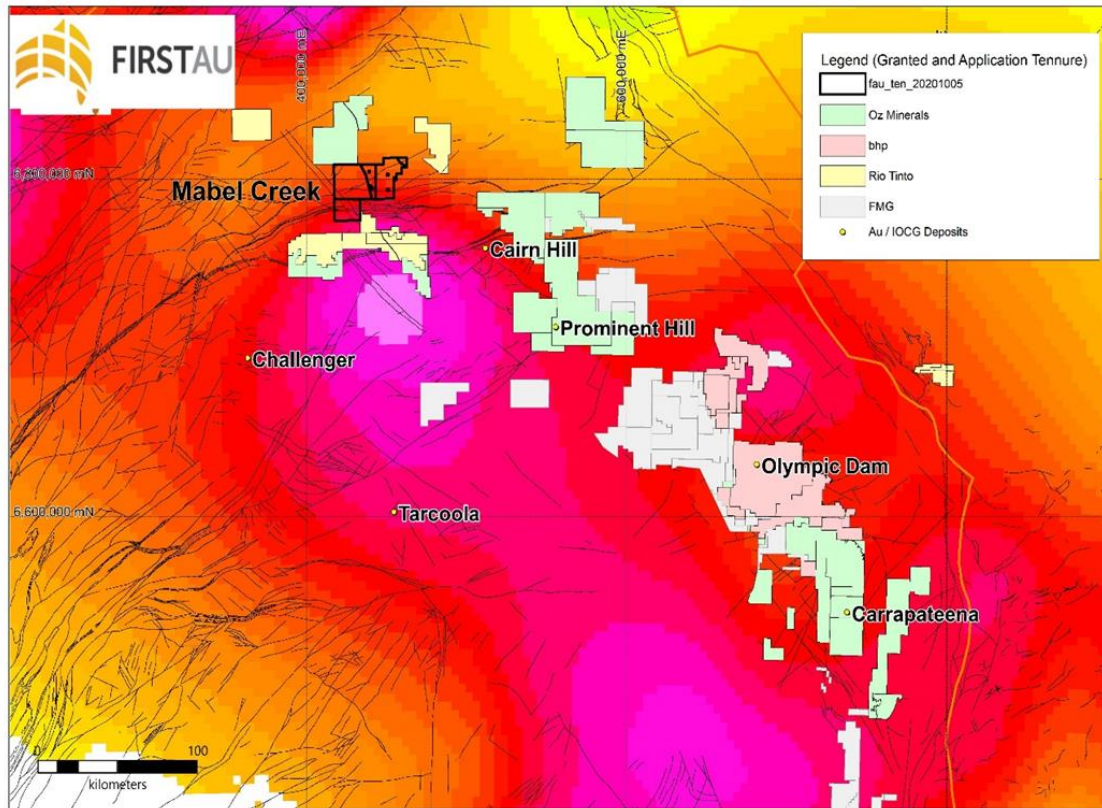 FIRSTAU
400,000 mE
600,000 mE
Legend (Granted and Application Tennure)
fau_ten_20201005
Oz Minerals
bhp
Rio Tinto
FMG
Au / IOCG Deposits
6,800,000 mN
Mabel Creek
Cairn Hill
Prominent Hill
Challenger
Olympic Dam
6,600,000 mN
Tarcoola
Carrapateena
0
100
kilometers